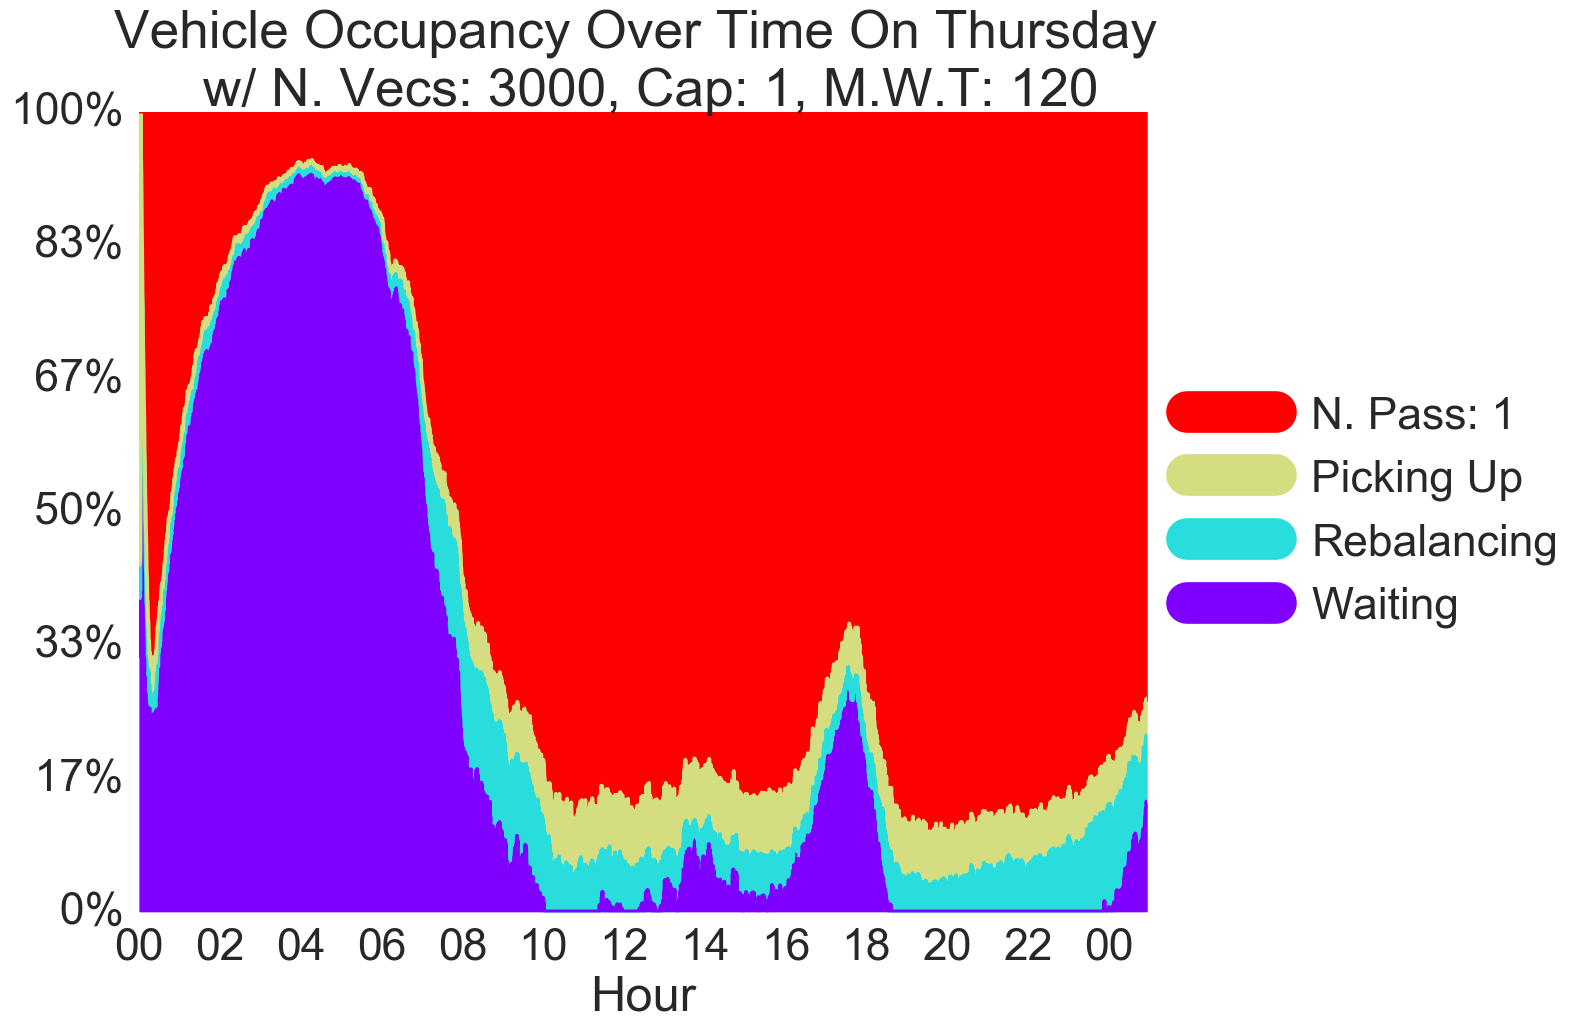 Vehicle Occupancy Over Time On Thursday
w/ N. Vecs: 3000, Cap: 1, M.W.T: 120
100%
83%
67%
50%
33%
17%
0%
00 02 04 06 08 10 12 14 16 18 20 22 00
Hour
N. Pass: 1
Picking Up
Rebalancing
Waiting